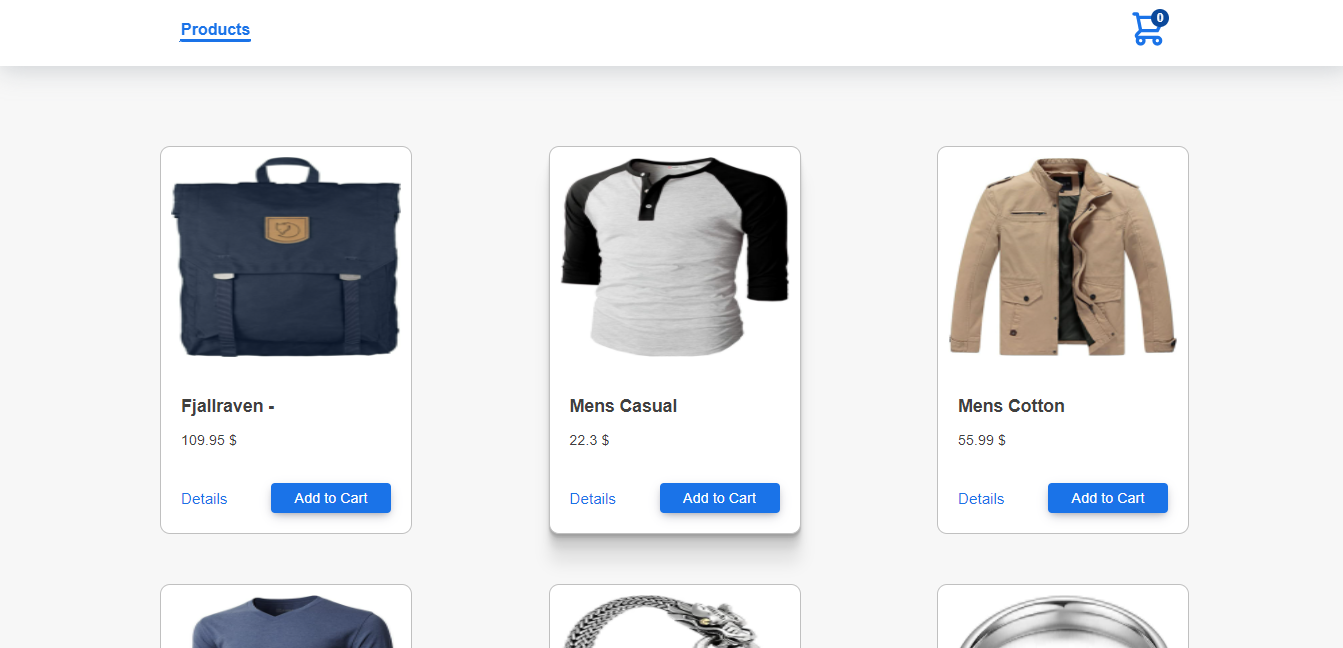 Products
0
Fjallraven -
109.95 $
Details
Add to Cart
Mens Casual
22.3 $
Details
Add to Cart
Mens Cotton
55.99 $
Details
Add to Cart